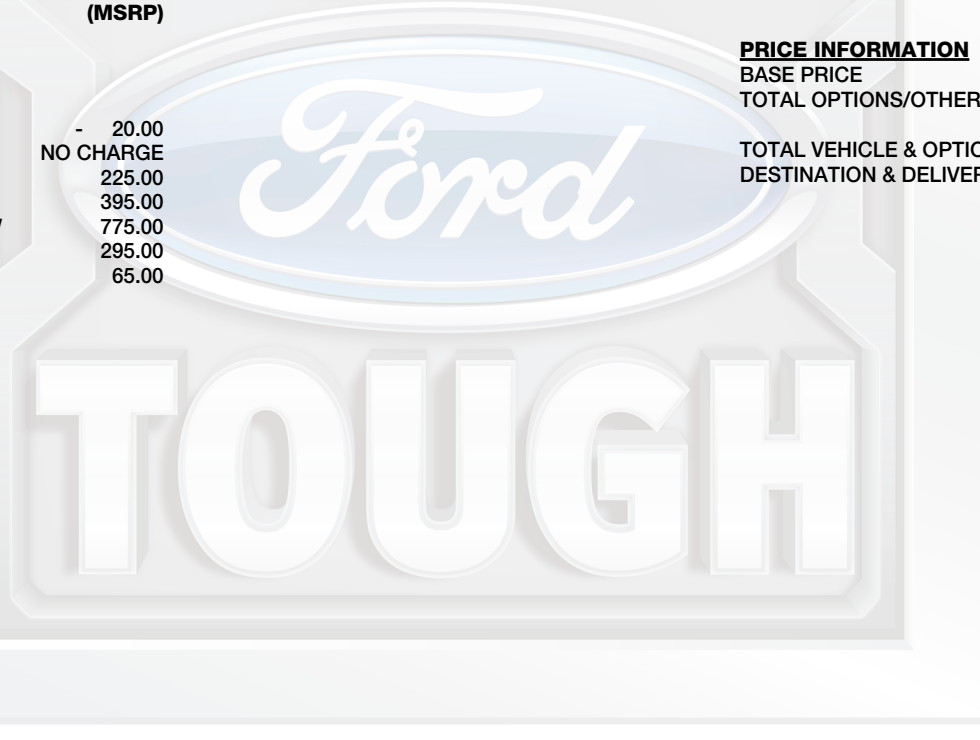 (MSRP)
- 20.00
NO CHARGE
225.00
395.00
775.00
295.00
65.00
PRICE INFORMATION
BASE PRICE
TOTAL OPTIONS/OTHER
TOTAL VEHICLE & OPTIO
DESTINATION & DELIVER
Ford
TOUGH